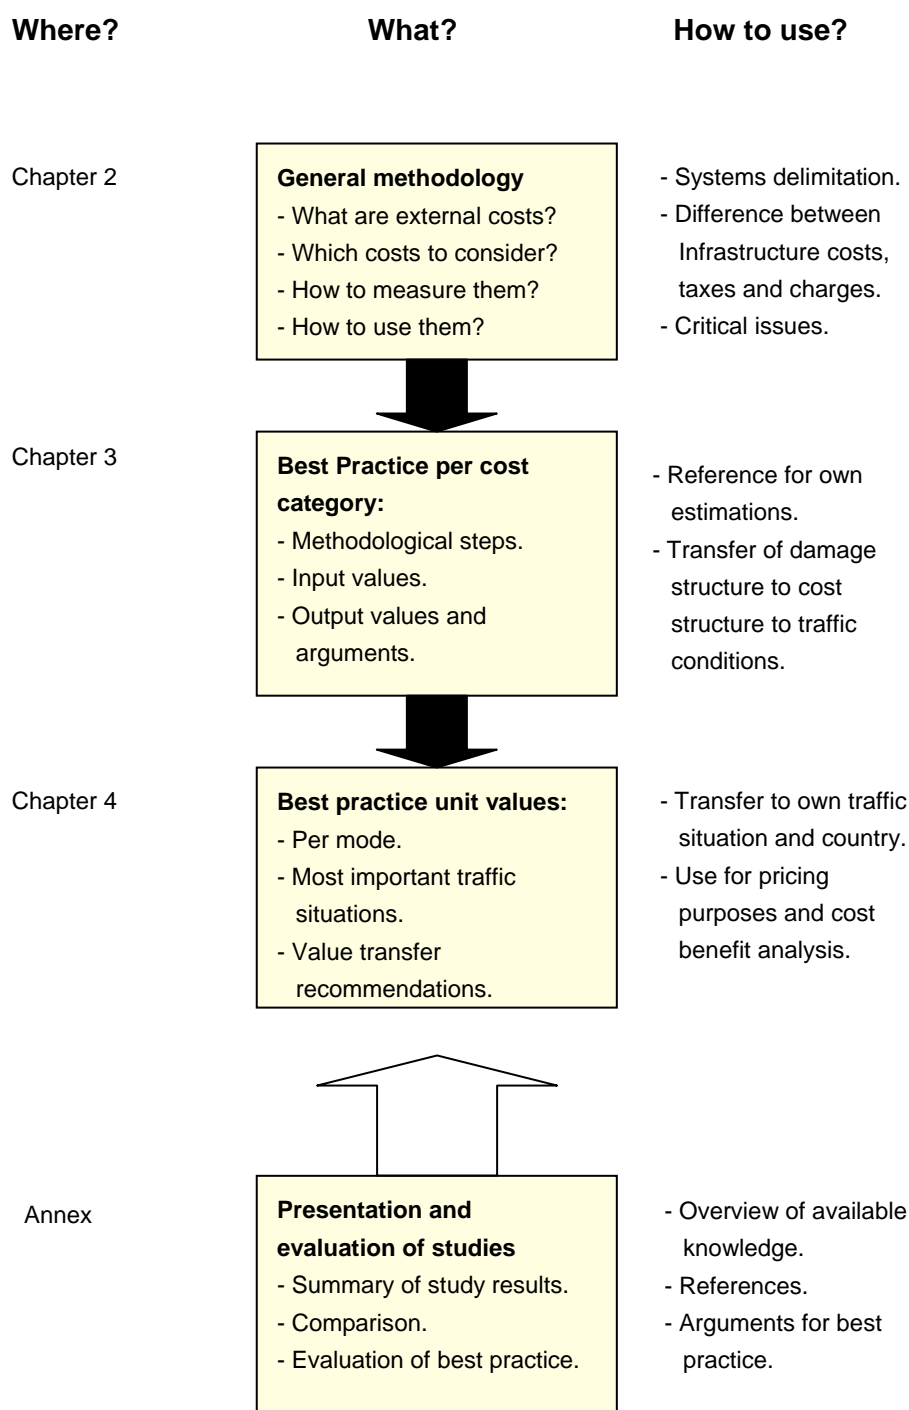 Where?
What?
How to use?
Chapter 2
General methodology
- What are external costs?
- Which costs to consider?
- How to measure them?
- How to use them?
- Systems delimitation.
- Difference between
Infrastructure costs,
taxes and charges.
- Critical issues.
Chapter 3
Best Practice per cost
category:
- Methodological steps.
- Input values.
- Output values and
arguments.
- Reference for own
estimations.
- Transfer of damage
structure to cost
structure to traffic
conditions.
Chapter 4
Best practice unit values:
- Per mode.
- Most important traffic
situations.
- Value transfer
recommendations.
- Transfer to own traffic
situation and country.
- Use for pricing
purposes and cost
benefit analysis.
Annex
Presentation and
evaluation of studies
- Summary of study results.
- Comparison.
- Evaluation of best practice.
- Overview of available
knowledge.
- References.
- Arguments for best
practice.